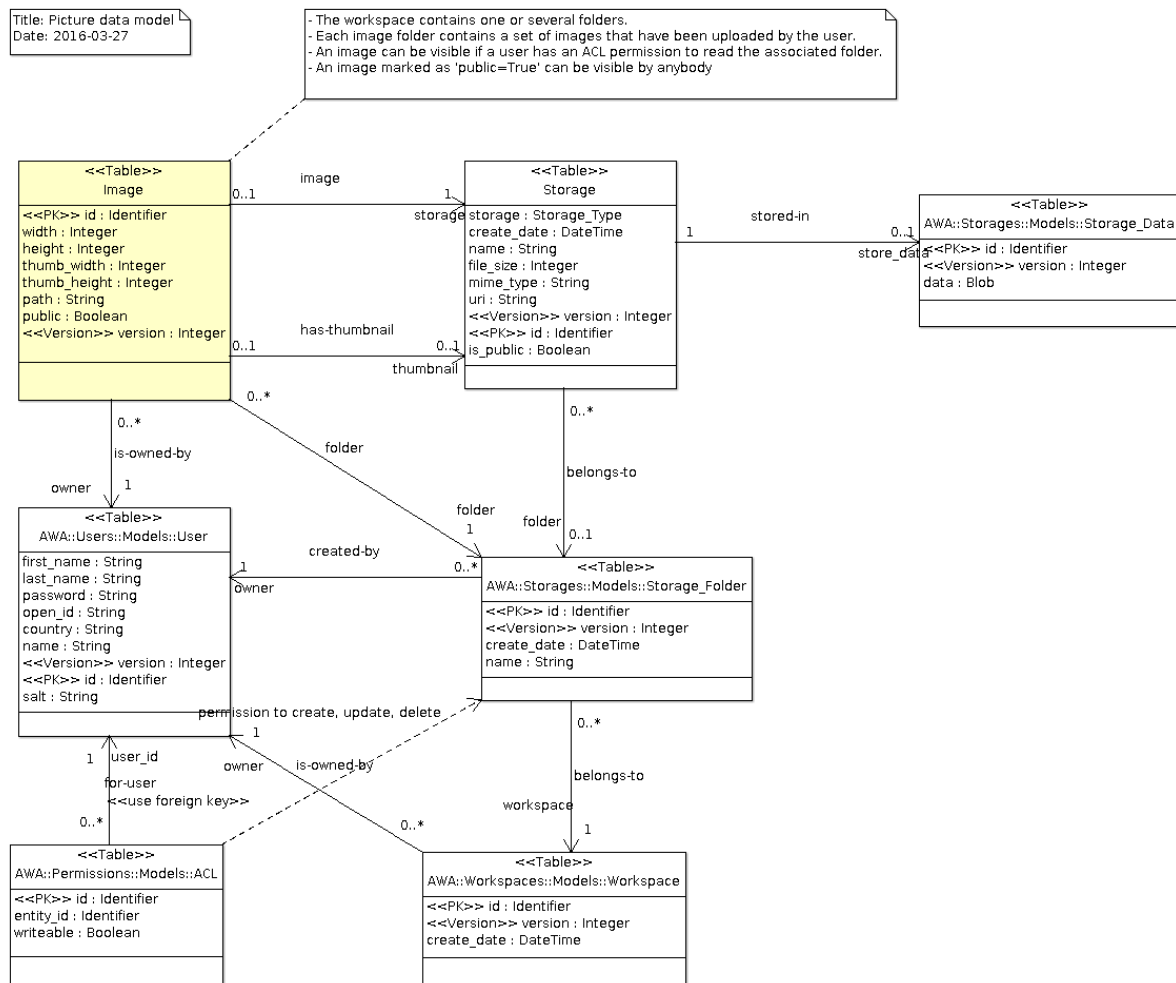 Title: Picture data model
Date: 2016-03-27
- The workspace contains one or several folders.
- Each image folder contains a set of images that have been uploaded by the user.
- An image can be visible if a user has an ACL permission to read the associated folder.
- An image marked as 'public=True' can be visible by anybody
<<Table>>
Image
<<PK>> id : Identifier
width : Integer
height : Integer
thumb_width : Integer
thumb_height : Integer
path : String
public : Boolean
<<Version>> version : Integer
image
0..1
1
storage
<<Table>>
Storage
storage : Storage_Type
create_date : DateTime
name : String
file_size : Integer
mime_type : String
uri : String
<<Version>> version : Integer
<<PK>> id : Identifier
is_public : Boolean
stored-in
1
0..1
store_data
<<Table>>
AWA::Storages::Models::Storage_Data
<<PK>> id : Identifier
<<Version>> version : Integer
data : Blob
has-thumbnail
0..1
0..1
thumbnail
0..*
is-owned-by
owner
1
0..*
folder
folder
1
0..*
belongs-to
folder
0..1
<<Table>>
AWA::Users::Models::User
first_name : String
last_name : String
password : String
open_id : String
country : String
name : String
<<Version>> version : Integer
<<PK>> id : Identifier
salt : String
created-by
1
0..*
owner
<<Table>>
AWA::Storages::Models::Storage_Folder
<<PK>> id : Identifier
<<Version>> version : Integer
create_date : DateTime
name : String
permission to create, update, delete
1
owner
is-owned-by
0..*
1
user_id
for-user
<<use foreign key>>
0..*
0..*
belongs-to
workspace
1
<<Table>>
AWA::Permissions::Models::ACL
<<PK>> id : Identifier
entity_id : Identifier
writeable : Boolean
<<Table>>
AWA::Workspaces::Models::Workspace
<<PK>> id : Identifier
<<Version>> version : Integer
create_date : DateTime